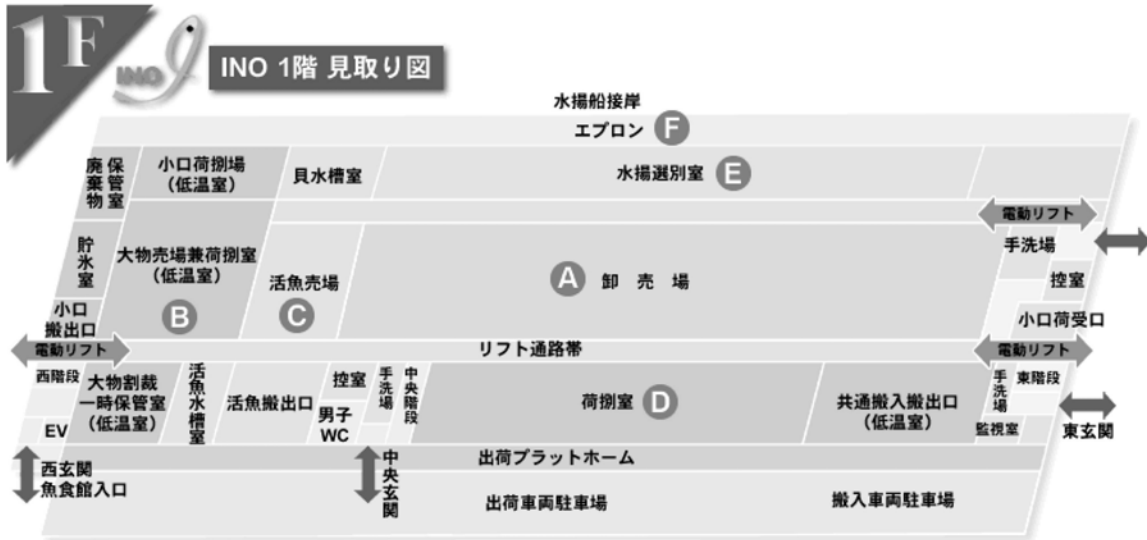 1F
INO
INO 1階 見取り図
水揚船接岸
エプロン F
廃棄物
保管室
小口荷捌場
（低温室）
貝水槽室
水揚選別室 E
電動リフト
貯氷室
大物売場兼荷捌室
（低温室）
B
活魚売場
C
A 卸売場
手洗場
控室
小口
搬出口
小口荷受口
電動リフト
リフト通路帯
電動リフト
西階段
EV
大物割裁
一時保管室
（低温室）
活魚水槽室
活魚搬出口
控室
男子
WC
手洗場
中央階段
荷捌室 D
共通搬入搬出口
（低温室）
手洗場
東階段
監視室
東玄関
西玄関
魚食館入口
中央玄関
出荷プラットホーム
出荷車両駐車場
搬入車両駐車場